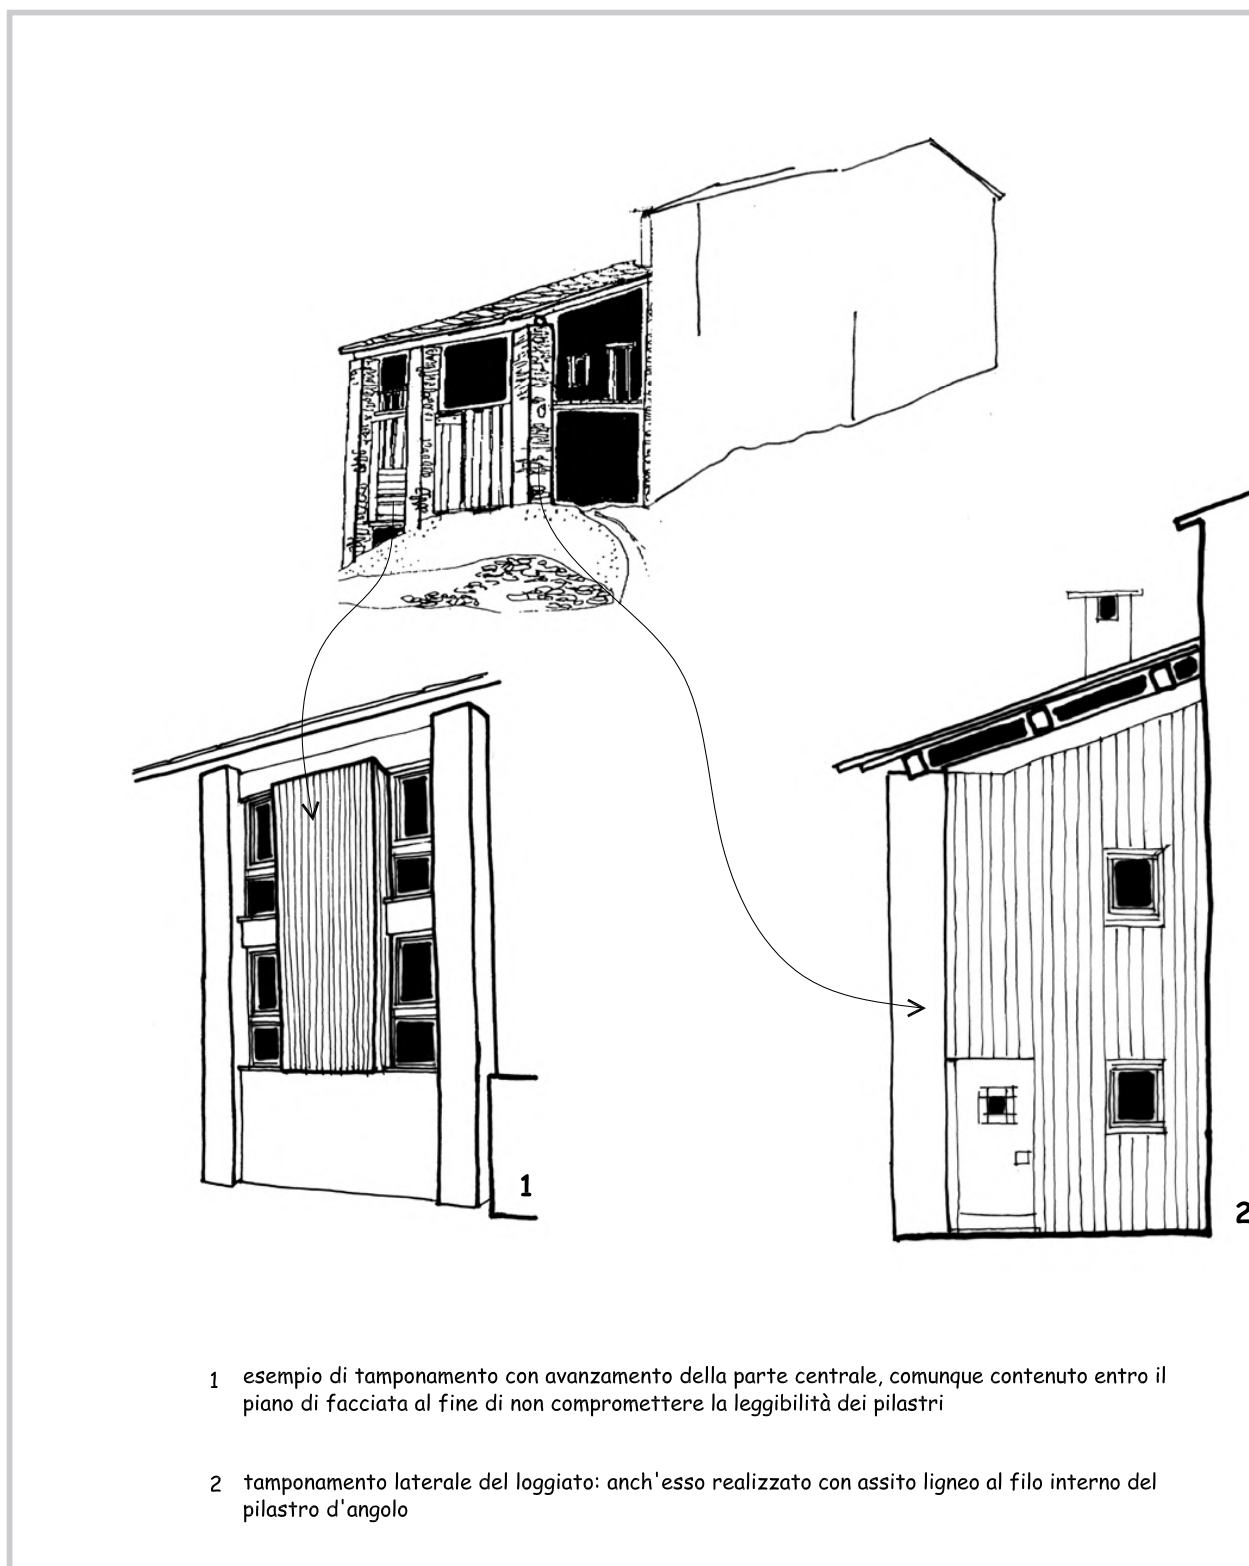 1
2
1 esempio di tamponamento con avanzamento della parte centrale, comunque contenuto entro il
piano di facciata al fine di non compromettere la leggibilità dei pilastri
2 tamponamento laterale del loggiato: anch'esso realizzato con assito ligneo al filo interno del
pilastro d'angolo